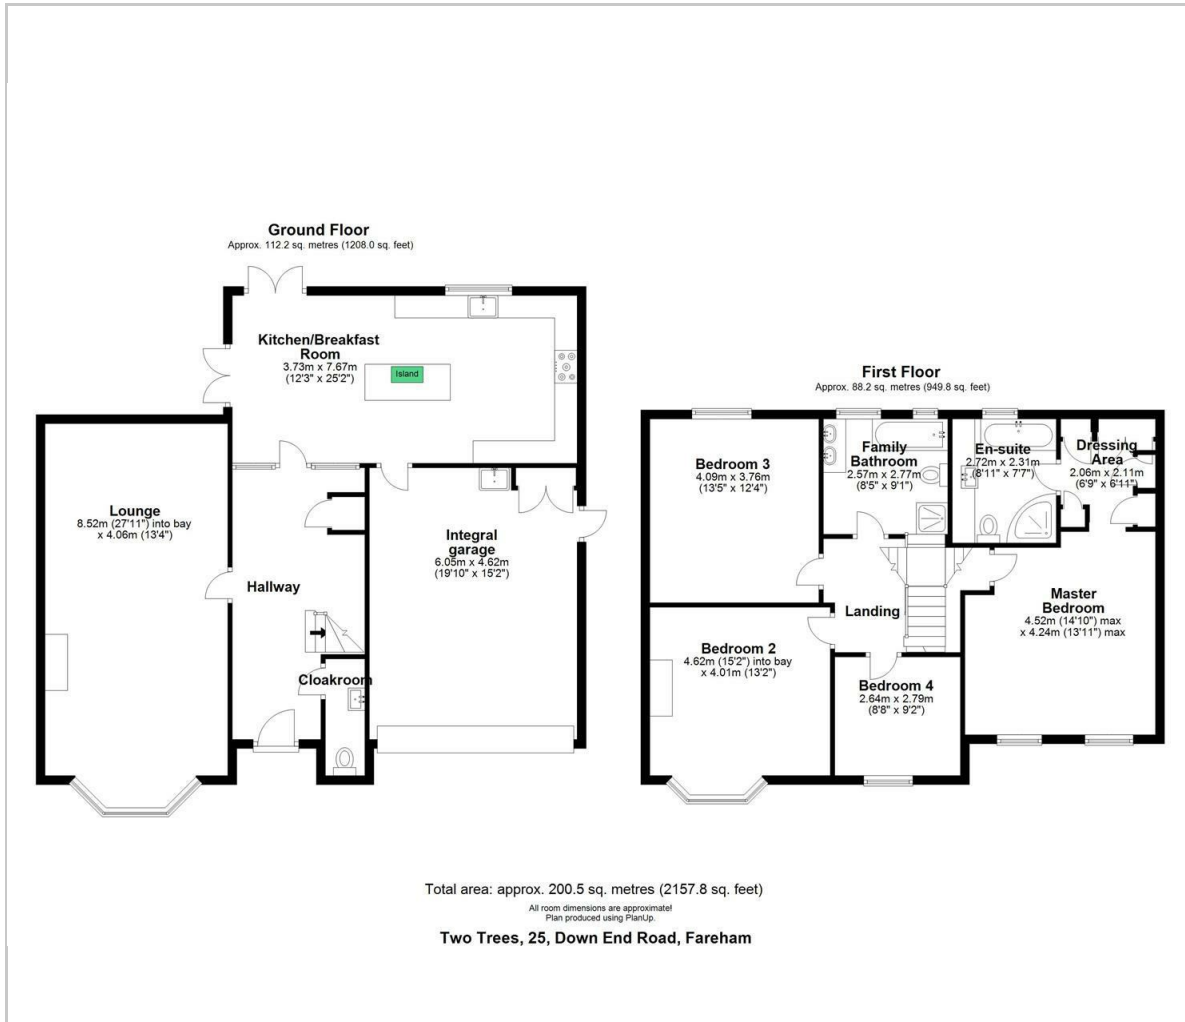 Ground Floor
Approx. 112.2 sq. metres (1208.0 sq. feet)
Kitchen/Breakfast
Room
3.73m x 7.67m
(12'3" x 25'2")
Island
Lounge
8.52m (27'11") into bay
x 4.06m (13'4")
Hallway
Integral
garage
6.05m x 4.62m
(19'10" x 15'2")
Cloakroom
First Floor
Approx. 88.2 sq. metres (949.8 sq. feet)
Bedroom 3
4.09m x 3.76m
(13'5" x 12'4")
Family
Bathroom
2.57m x 2.77m
(8'5" x 9'1")
En-suite
2.72m x 2.31m
(8'11" x 7'7")
Dressing
Area
2.06m x 2.11m
(6'9" x 6'11")
Landing
Master
Bedroom
4.52m (14'10") max
x 4.24m (13'11") max
Bedroom 2
4.62m (15'2") into bay
x 4.01m (13'2")
Bedroom 4
2.64m x 2.79m
(8'8" x 9'2")
Total area: approx. 200.5 sq. metres (2157.8 sq. feet)
All room dimensions are approximate!
Plan produced using PlanUp.
Two Trees, 25, Down End Road, Fareham